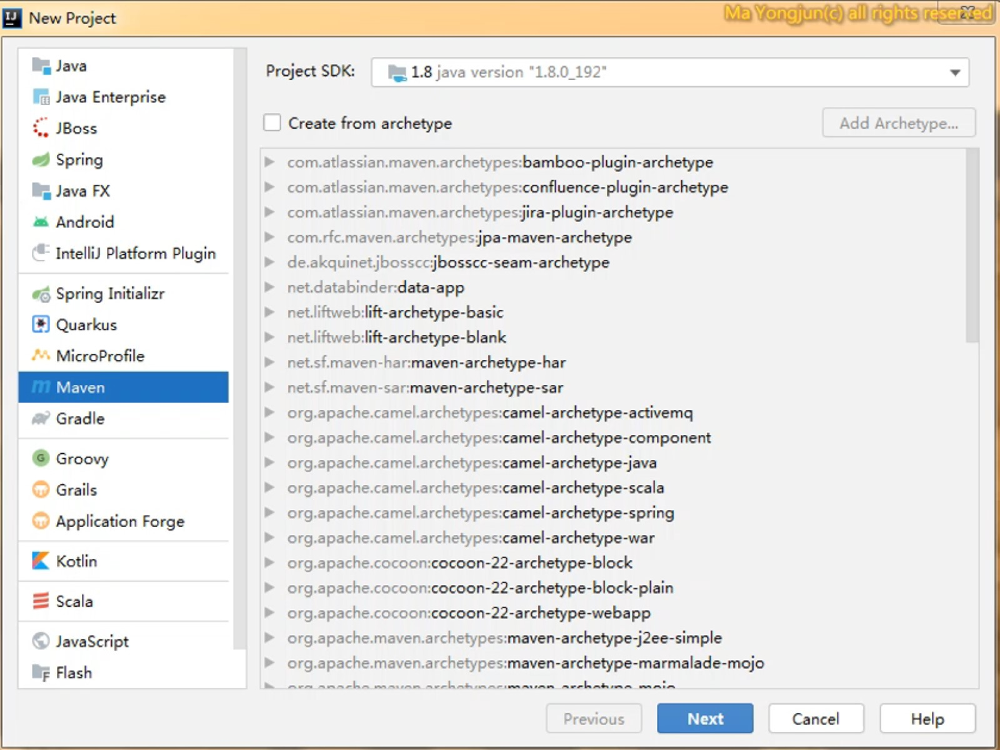 New Project
Ma Yongjun(c) all rights reserved
Java
Java Enterprise
JBoss
Spring
Java FX
Android
IntelliJ Platform Plugin
Spring Initializr
Quarkus
MicroProfile
Maven
Gradle
Groovy
Grails
Application Forge
Kotlin
Scala
JavaScript
Flash
Project SDK: 1.8 java version "1.8.0_192"
Create from archetype
Add Archetype...
com.atlassian.maven.archetypes:bamboo-plugin-archetype
com.atlassian.maven.archetypes:confluence-plugin-archetype
com.atlassian.maven.archetypes:jira-plugin-archetype
com.rfc.maven.archetypes:jpa-maven-archetype
de.akquinet.jbosscc:jbosscc-seam-archetype
net.databinder:data-app
net.liftweb:lift-archetype-basic
net.liftweb:lift-archetype-blank
net.sf.maven-har:maven-archetype-har
net.sf.maven-sar:maven-archetype-sar
org.apache.camel.archetypes:camel-archetype-activemq
org.apache.camel.archetypes:camel-archetype-component
org.apache.camel.archetypes:camel-archetype-java
org.apache.camel.archetypes:camel-archetype-scala
org.apache.camel.archetypes:camel-archetype-spring
org.apache.camel.archetypes:camel-archetype-war
org.apache.cocoon:cocoon-22-archetype-block
org.apache.cocoon:cocoon-22-archetype-block-plain
org.apache.cocoon:cocoon-22-archetype-webapp
org.apache.maven.archetypes:maven-archetype-j2ee-simple
org.apache.maven.archetypes:maven-archetype-marmalade-mojo
org.apache.maven.archetypes:maven-archetype-mojo
Previous
Next
Cancel
Help